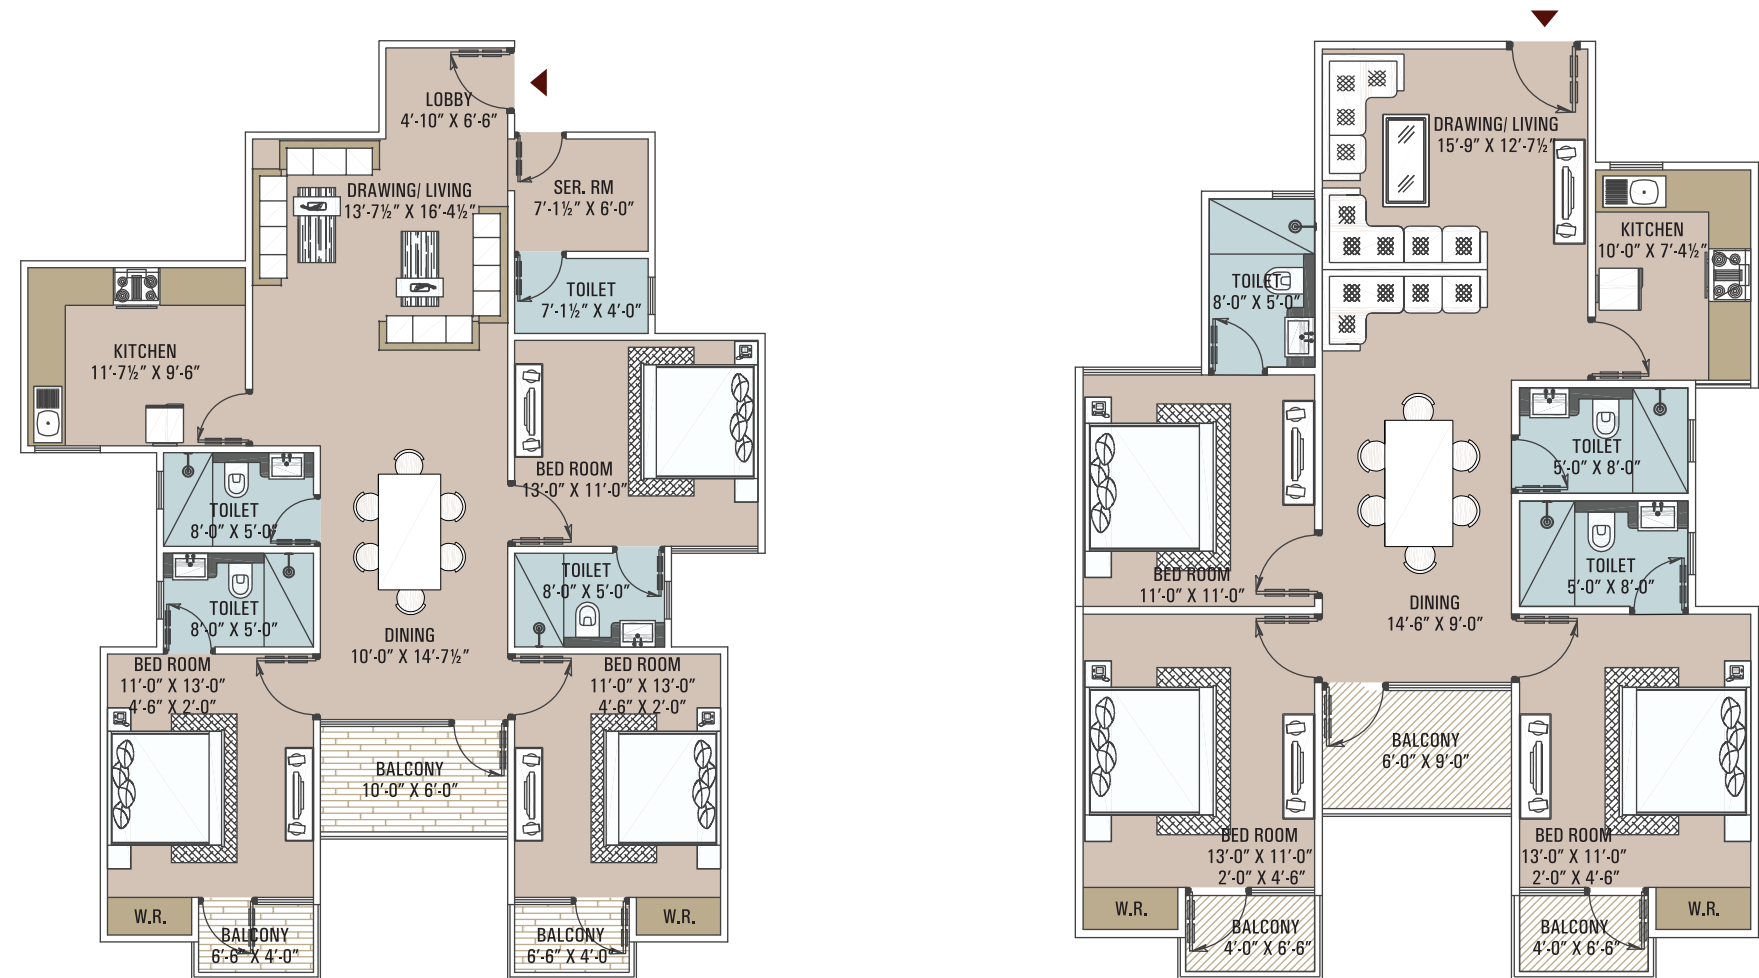 LOBBY
4'-10" X 6'-6"
DRAWING/ LIVING
13'-7½" X 16'-4½"
SER. RM
7'-1½" X 6'-0"
TOILET
7'-1½" X 4'-0"
KITCHEN
11'-7½" X 9'-6"
BED ROOM
13'-0" X 11'-0"
TOILET
8'-0" X 5'-0"
TOILET
8'-0" X 5'-0"
TOILET
8'-0" X 5'-0"
DINING
10'-0" X 14'-7½"
BED ROOM
11'-0" X 13'-0"
4'-6" X 2'-0"
BED ROOM
11'-0" X 13'-0"
4'-6" X 2'-0"
BALCONY
10'-0" X 6'-0"
W.R.
BALCONY
6'-6" X 4'-0"
BALCONY
6'-6" X 4'-0"
W.R.
DRAWING/ LIVING
15'-9" X 12'-7½"
KITCHEN
10'-0" X 7'-4½"
TOILET
8'-0" X 5'-0"
TOILET
5'-0" X 8'-0"
TOILET
5'-0" X 8'-0"
BED ROOM
11'-0" X 11'-0"
DINING
14'-6" X 9'-0"
BALCONY
6'-0" X 9'-0"
BED ROOM
13'-0" X 11'-0"
2'-0" X 4'-6"
BED ROOM
13'-0" X 11'-0"
2'-0" X 4'-6"
W.R.
BALCONY
4'-0" X 6'-6"
BALCONY
4'-0" X 6'-6"
W.R.